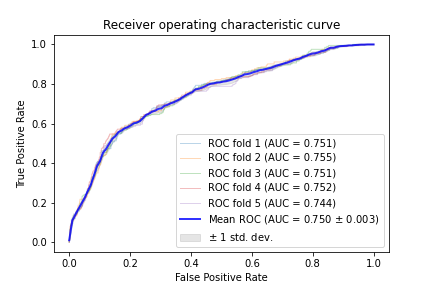 Receiver operating characteristic curve
True Positive Rate
1.0
0.8
0.6
0.4
0.2
0.0
ROC fold 1 (AUC = 0.751)
ROC fold 2 (AUC = 0.755)
ROC fold 3 (AUC = 0.751)
ROC fold 4 (AUC = 0.752)
ROC fold 5 (AUC = 0.744)
Mean ROC (AUC = 0.750 ± 0.003)
± 1 std. dev.
0.0 0.2 0.4 0.6 0.8 1.0
False Positive Rate